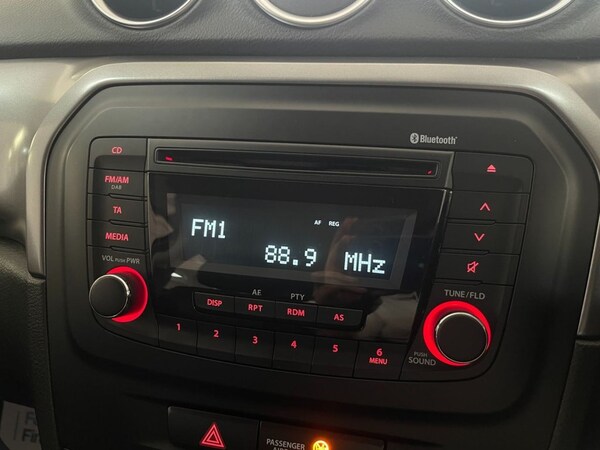 Bluetooth
CD
FM/AM
DAB
TA
MEDIA
VOL PUSH PWR
AF REG
FM1
88.9 MHz
TUNE/FLD
PUSH
SOUND
AE PTY
DISP RPT RDM AS
1 2 3 4 5 6
MENU
PASSENGER